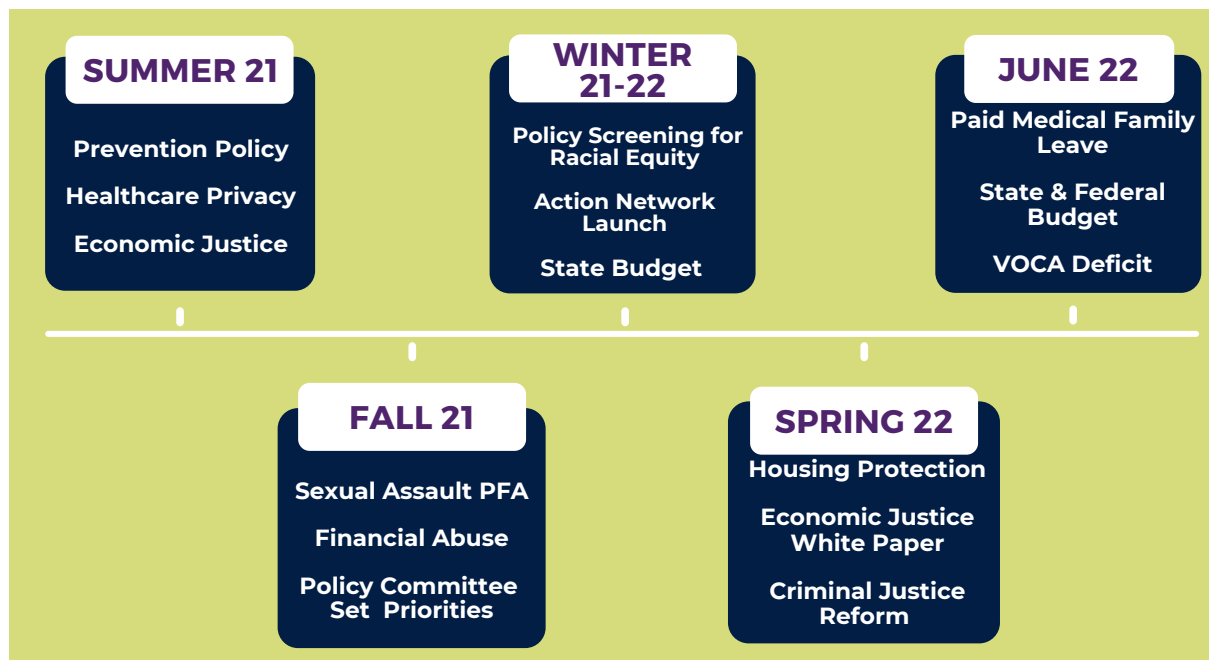 SUMMER 21
Prevention Policy
Healthcare Privacy
Economic Justice
FALL 21
Sexual Assault PFA
Financial Abuse
Policy Committee
Set Priorities
WINTER
21-22
Policy Screening for
Racial Equity
Action Network
Launch
State Budget
SPRING 22
Housing Protection
Economic Justice
White Paper
Criminal Justice
Reform
JUNE 22
Paid Medical Family
Leave
State & Federal
Budget
VOCA Deficit